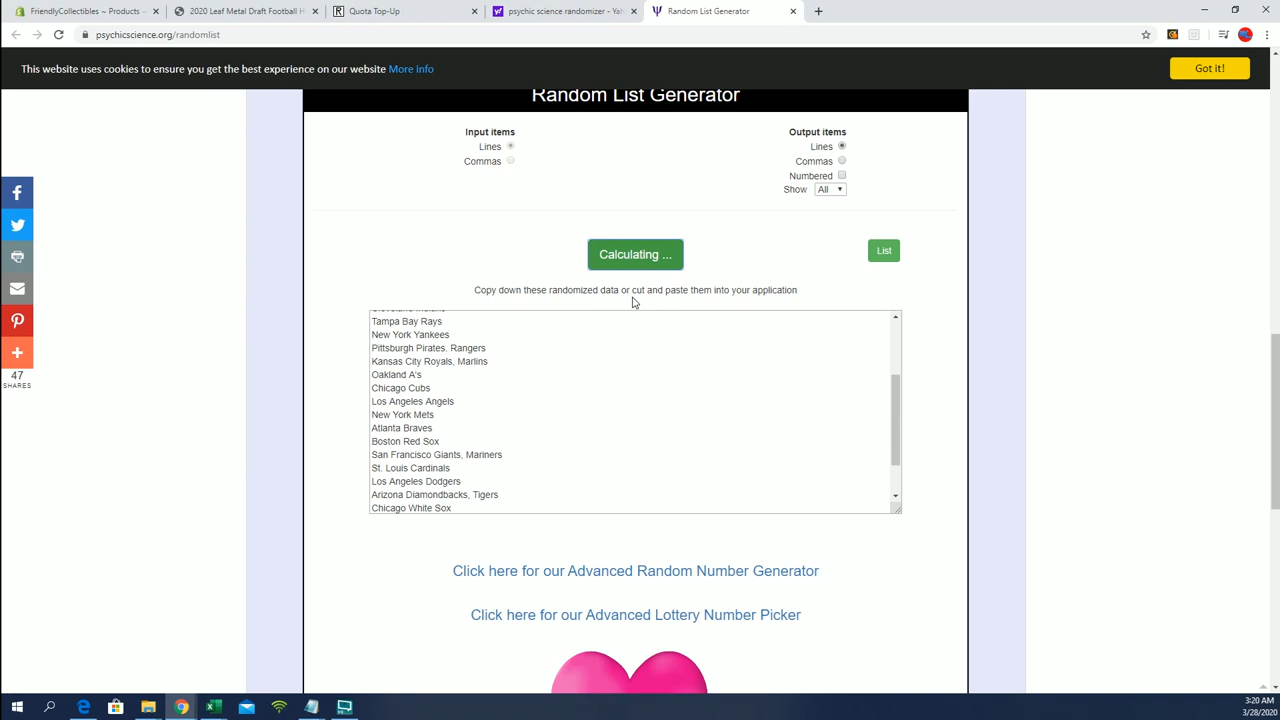 FriendlyCollectibles ~ Products
2020 Leaf Metal Draft Football H
Quota Top-Up
psychic science randomizer - Yah
Random List Generator
psychicscience.org/randomlist
This website uses cookies to ensure you get the best experience on our website More info
Got it!
Random List Generator
Input items
Lines
Commas
Output items
Lines
Commas
Numbered
Show All
Calculating ...
List
Copy down these randomized data or cut and paste them into your application
Cleveland Indians
Tampa Bay Rays
New York Yankees
Pittsburgh Pirates. Rangers
Kansas City Royals, Marlins
Oakland A's
Chicago Cubs
Los Angeles Angels
New York Mets
Atlanta Braves
Boston Red Sox
San Francisco Giants, Mariners
St. Louis Cardinals
Los Angeles Dodgers
Arizona Diamondbacks, Tigers
Chicago White Sox
47
SHARES
Click here for our Advanced Random Number Generator
Click here for our Advanced Lottery Number Picker
3:20 AM
3/28/2020